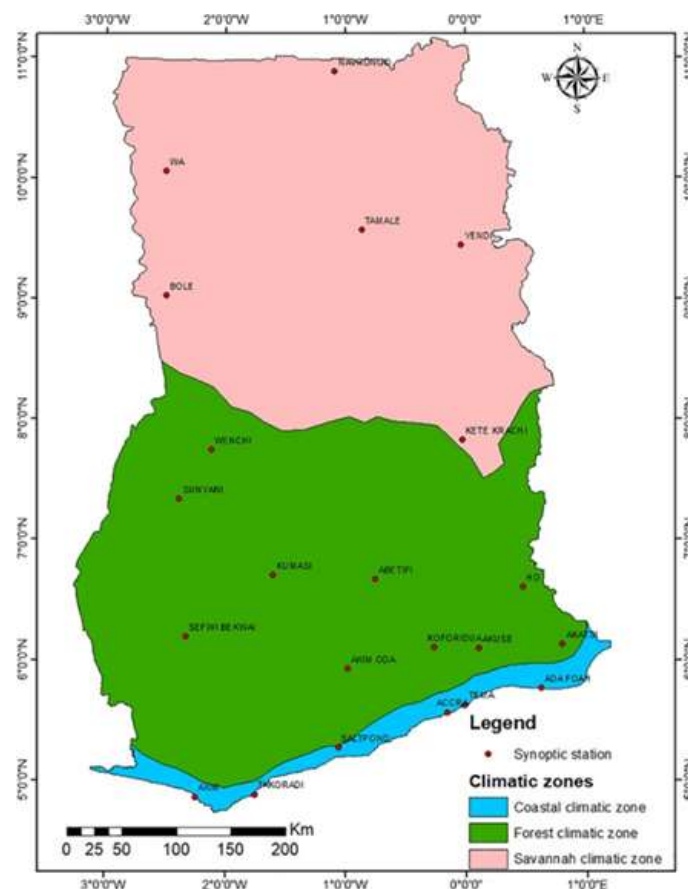 3°0'0"W 2°0'0"W 1°0'0"W 0°0'0"E 1°0'0"E
11°0'0"N
10°0'0"N
9°0'0"N
8°0'0"N
7°0'0"N
6°0'0"N
5°0'0"N
N
W E
S
WA
TAMALE
YENDI
BOLE
KETE KRACHI
WENCHI
SUNYANI
KUMASI
ABETIFI
HO
SEFWI BEKWAI
KOFORIDUA
AKUSE
AKATSI
AKIM ODA
ADA FOAH
TEMA
ACCRA
SALTPOND
AXIM
TAKORADI
Legend
Synoptic station
Climatic zones
Coastal climatic zone
Forest climatic zone
Savannah climatic zone
Km
0 25 50 100 150 200
3°0'0"W 2°0'0"W 1°0'0"W 0°0'0"E 1°0'0"E